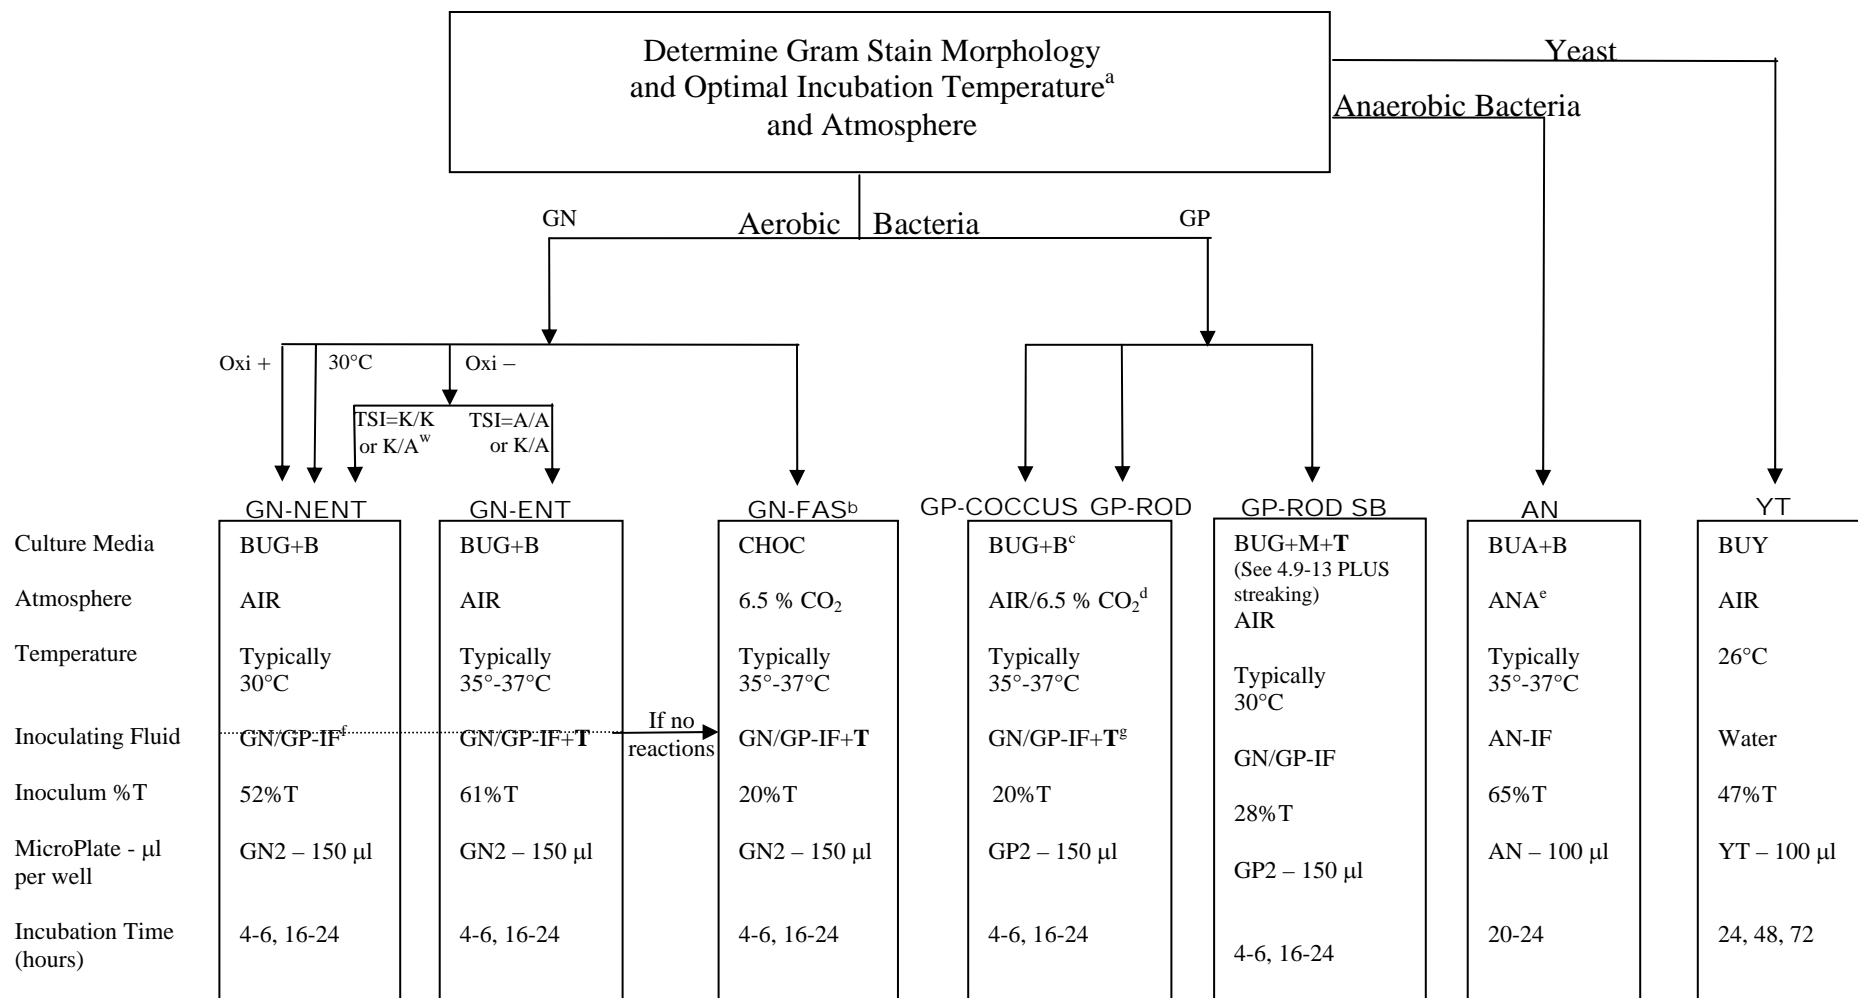 Determine Gram Stain Morphology
and Optimal Incubation Temperatureᵃ
and Atmosphere
Yeast
Anaerobic Bacteria
GN
Aerobic Bacteria
GP
Oxi +
30°C
Oxi –
TSI=K/K
or K/Aʷ
TSI=A/A
or K/A
GN-NENT
GN-ENT
GN-FASᵇ
GP-COCCUS GP-ROD
GP-ROD SB
AN
YT
Culture Media
BUG+B
BUG+B
CHOC
BUG+Bᶜ
BUG+M+T
(See 4.9-13 PLUS
streaking)
BUA+B
BUY
Atmosphere
AIR
AIR
6.5 % CO₂
AIR/6.5 % CO₂ᵈ
AIR
ANAᵉ
AIR
Temperature
Typically
30°C
Typically
35°-37°C
Typically
35°-37°C
Typically
35°-37°C
Typically
30°C
Typically
35°-37°C
26°C
Inoculating Fluid
GN/GP-IFᶠ
GN/GP-IF+T
If no
reactions
GN/GP-IF+T
GN/GP-IF+Tᵍ
GN/GP-IF
AN-IF
Water
Inoculum %T
52%T
61%T
20%T
20%T
28%T
65%T
47%T
MicroPlate - µl
per well
GN2 – 150 µl
GN2 – 150 µl
GN2 – 150 µl
GP2 – 150 µl
GP2 – 150 µl
AN – 100 µl
YT – 100 µl
Incubation Time
(hours)
4-6, 16-24
4-6, 16-24
4-6, 16-24
4-6, 16-24
4-6, 16-24
20-24
24, 48, 72